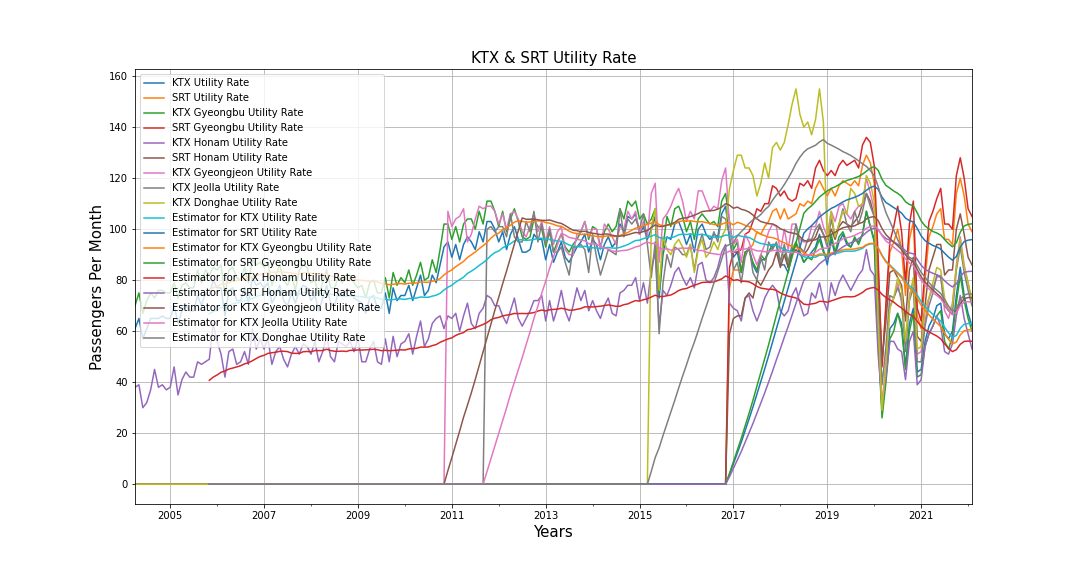 KTX & SRT Utility Rate
160
140
120
100
80
60
40
20
0
Passengers Per Month
KTX Utility Rate
SRT Utility Rate
KTX Gyeongbu Utility Rate
SRT Gyeongbu Utility Rate
KTX Honam Utility Rate
SRT Honam Utility Rate
KTX Gyeongjeon Utility Rate
KTX Jeolla Utility Rate
KTX Donghae Utility Rate
Estimator for KTX Utility Rate
Estimator for SRT Utility Rate
Estimator for KTX Gyeongbu Utility Rate
Estimator for SRT Gyeongbu Utility Rate
Estimator for KTX Honam Utility Rate
Estimator for SRT Honam Utility Rate
Estimator for KTX Gyeongjeon Utility Rate
Estimator for KTX Jeolla Utility Rate
Estimator for KTX Donghae Utility Rate
2005 2007 2009 2011 2013 2015 2017 2019 2021
Years